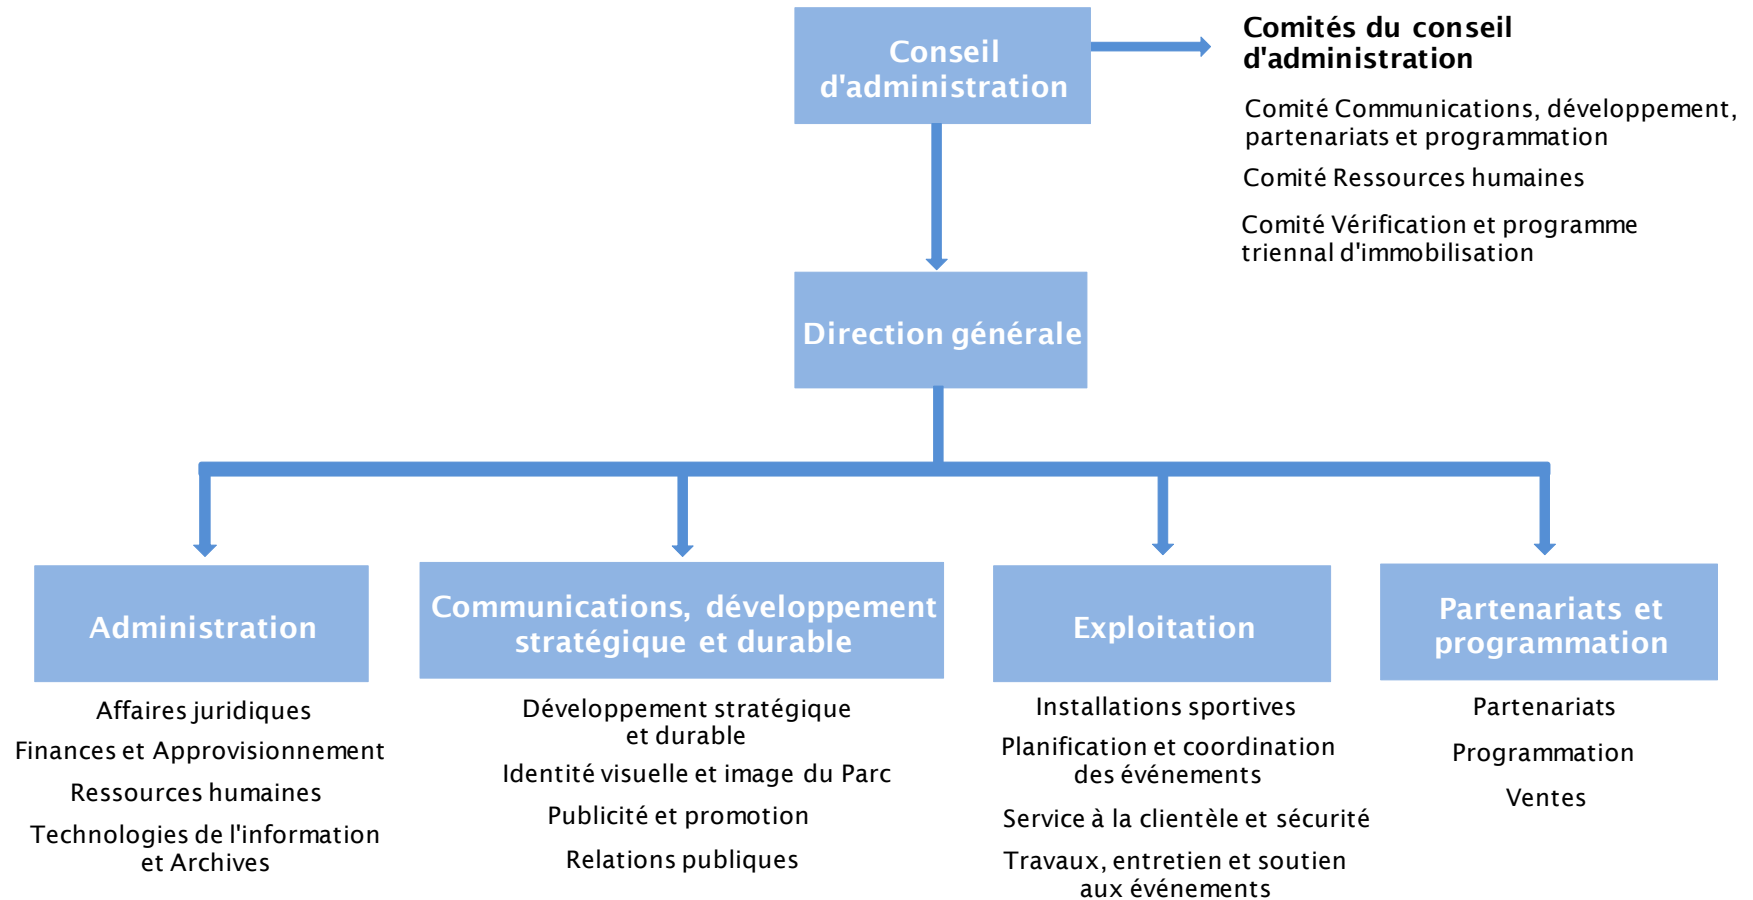 Conseil
d'administration
Comités du conseil
d'administration
Comité Communications, développement,
partenariats et programmation
Comité Ressources humaines
Comité Vérification et programme
triennal d'immobilisation
Direction générale
Administration
Affaires juridiques
Finances et Approvisionnement
Ressources humaines
Technologies de l'information
et Archives
Communications, développement
stratégique et durable
Développement stratégique
et durable
Identité visuelle et image du Parc
Publicité et promotion
Relations publiques
Exploitation
Installations sportives
Planification et coordination
des événements
Service à la clientèle et sécurité
Travaux, entretien et soutien
aux événements
Partenariats et
programmation
Partenariats
Programmation
Ventes